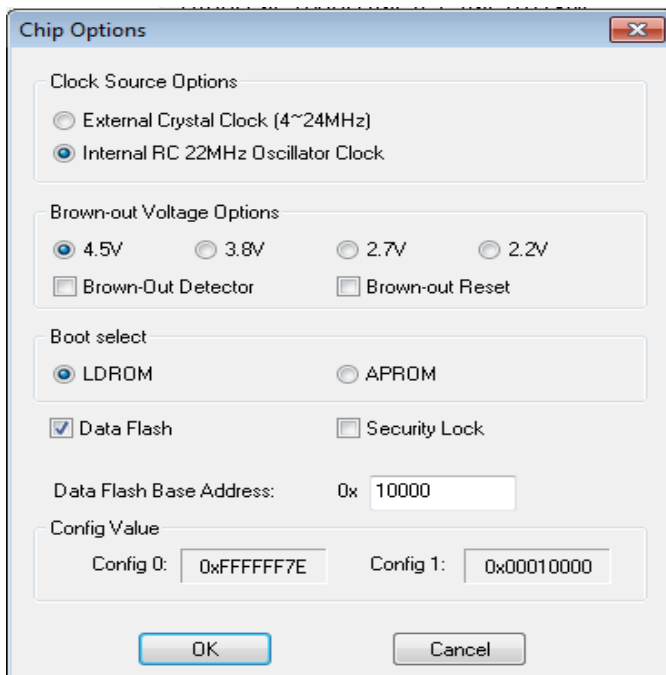 Chip Options
Clock Source Options
External Crystal Clock (4~24MHz)
Internal RC 22MHz Oscillator Clock
Brown-out Voltage Options
4.5V 3.8V 2.7V 2.2V
Brown-Out Detector Brown-out Reset
Boot select
LDROM APROM
Data Flash Security Lock
Data Flash Base Address: 0x 10000
Config Value
Config 0: 0xFFFFFF7E Config 1: 0x00010000
OK Cancel